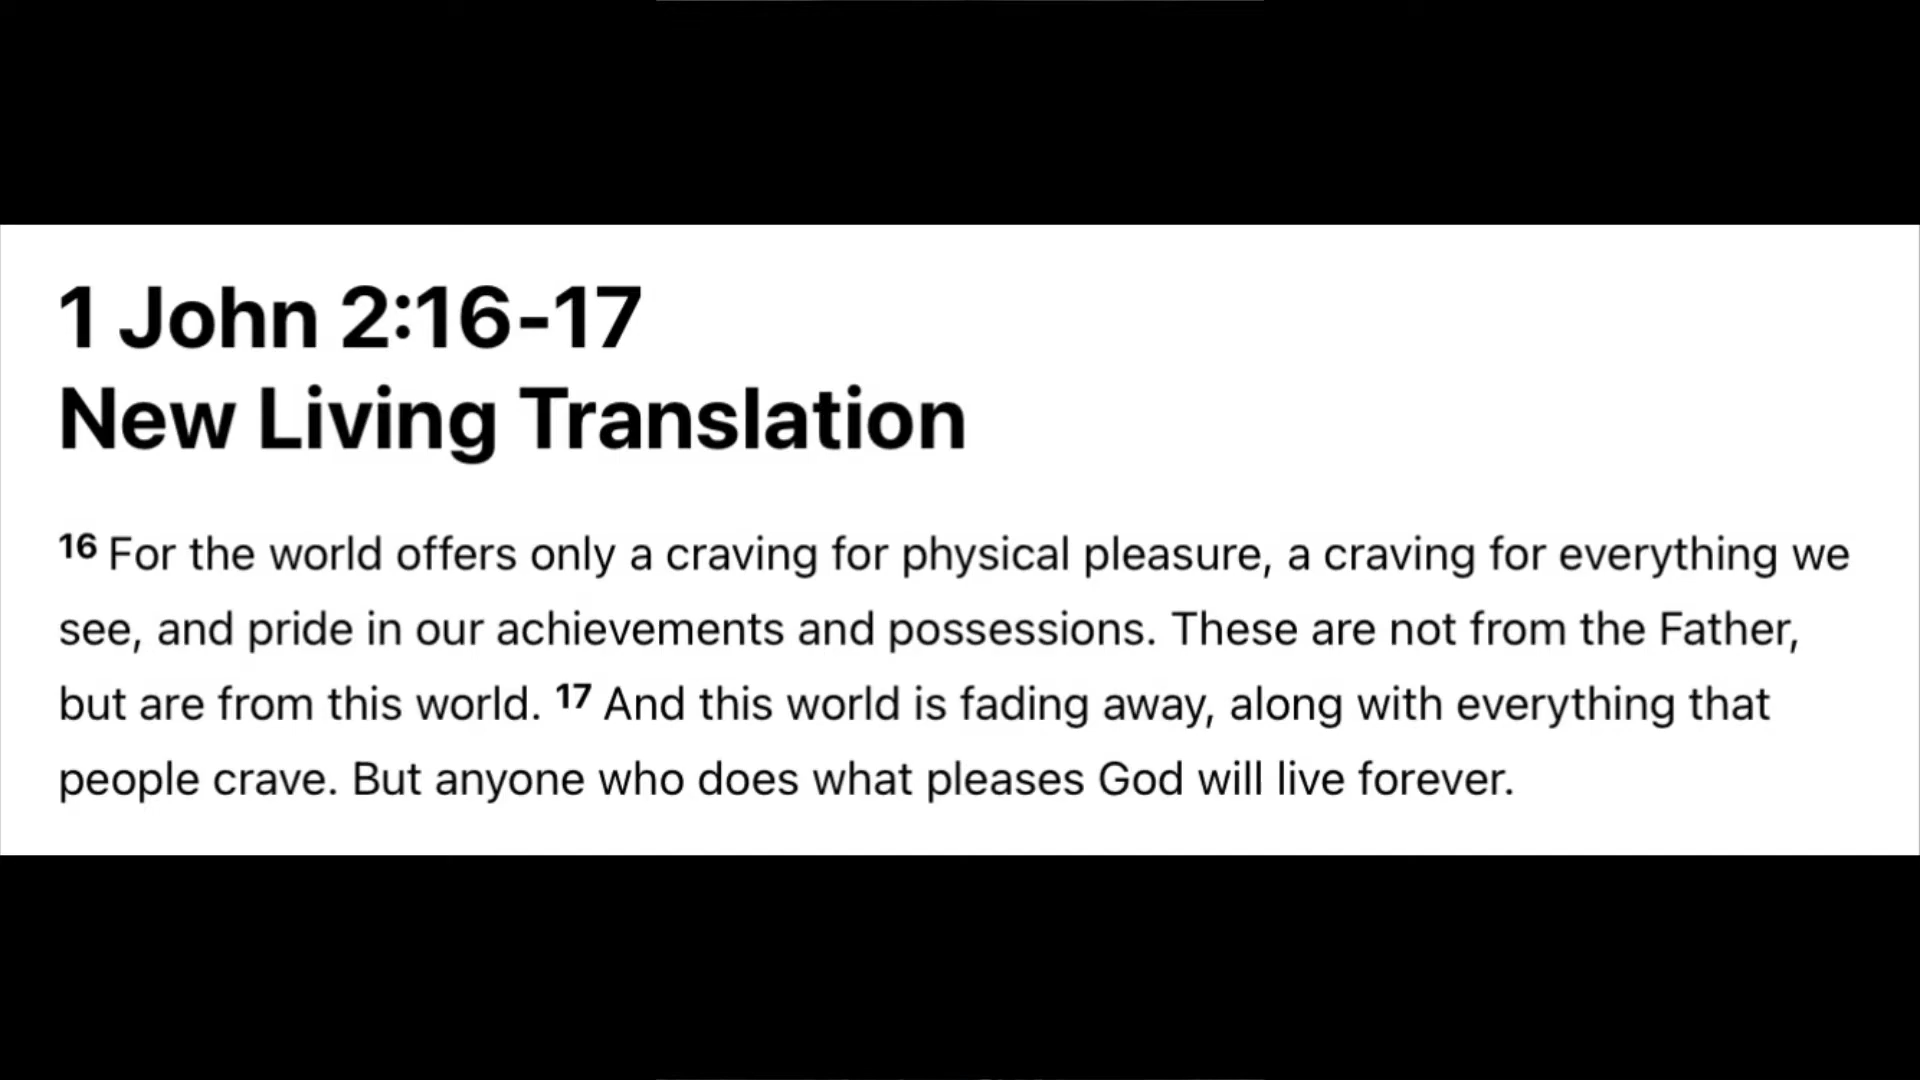 1 John 2:16-17
New Living Translation
16 For the world offers only a craving for physical pleasure, a craving for everything we
see, and pride in our achievements and possessions. These are not from the Father,
but are from this world. 17 And this world is fading away, along with everything that
people crave. But anyone who does what pleases God will live forever.